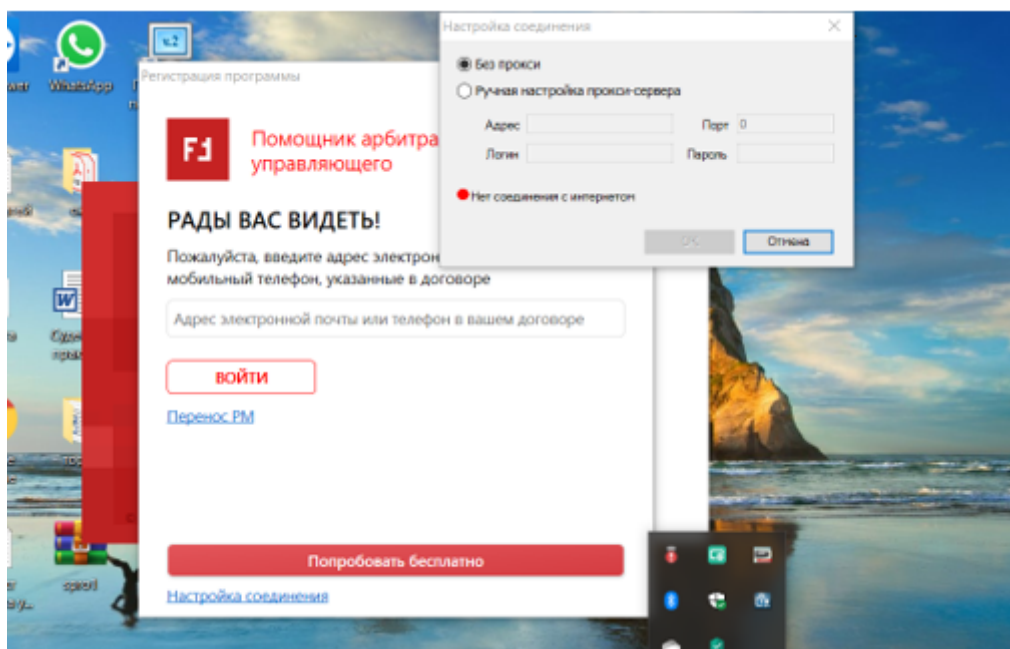 Настройка соединения
Без прокси
Ручная настройка прокси-сервера
Адрес
Порт 0
Логин
Пароль
Нет соединения с интернетом
OK
Отмена
WhatsApp
v.2
Регистрация программы
Помощник арбитра
управляющего
РАДЫ ВАС ВИДЕТЬ!
Пожалуйста, введите адрес электрон
мобильный телефон, указанные в договоре
Адрес электронной почты или телефон в вашем договоре
ВОЙТИ
Перенос РМ
Попробовать бесплатно
Настройка соединения